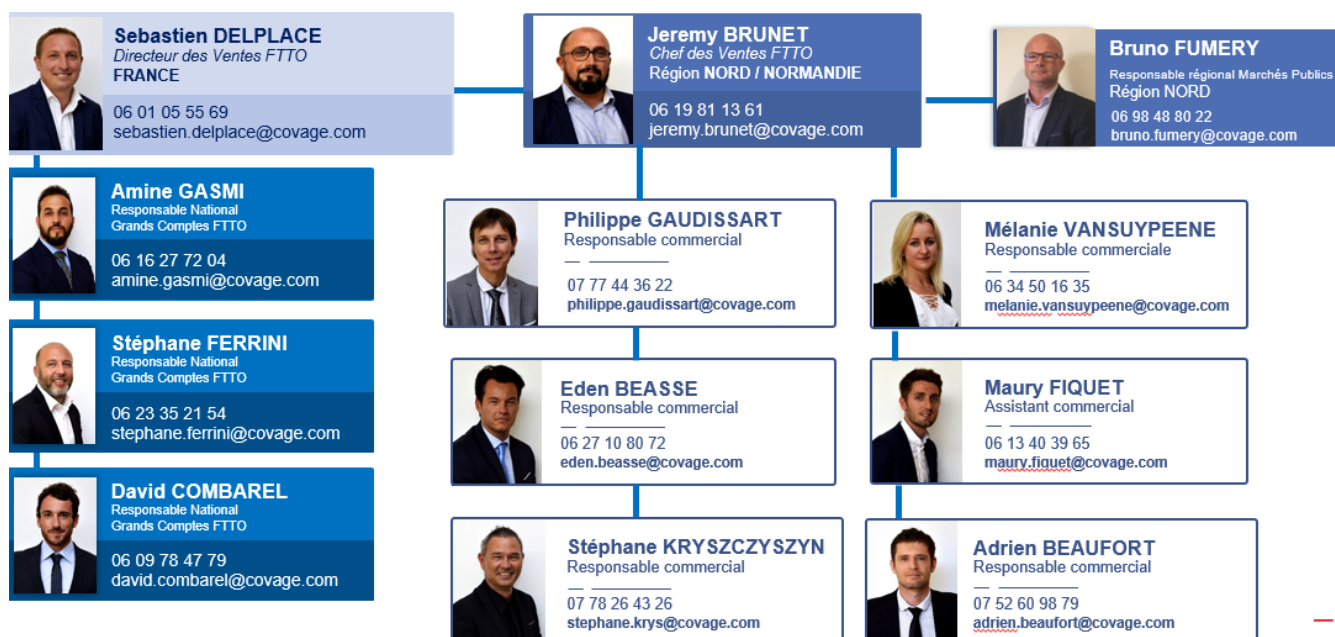 Sebastien DELPLACE
Directeur des Ventes FTTO
FRANCE
06 01 05 55 69
sebastien.delplace@covage.com
Jeremy BRUNET
Chef des Ventes FTTO
Région NORD / NORMANDIE
06 19 81 13 61
jeremy.brunet@covage.com
Bruno FUMERY
Responsable régional Marchés Publics
Région NORD
06 98 48 80 22
bruno.fumery@covage.com
Amine GASMI
Responsable National
Grands Comptes FTTO
06 16 27 72 04
amine.gasmi@covage.com
Stéphane FERRINI
Responsable National
Grands Comptes FTTO
06 23 35 21 54
stephane.ferrini@covage.com
David COMBAREL
Responsable National
Grands Comptes FTTO
06 09 78 47 79
david.combarel@covage.com
Philippe GAUDISSART
Responsable commercial
07 77 44 36 22
philippe.gaudissart@covage.com
Eden BEASSE
Responsable commercial
06 27 10 80 72
eden.beasse@covage.com
Stéphane KRYSZCZYSZYN
Responsable commercial
07 78 26 43 26
stephane.krys@covage.com
Mélanie VANSUYPEENE
Responsable commerciale
06 34 50 16 35
melanie.vansuypeene@covage.com
Maury FIQUET
Assistant commercial
06 13 40 39 65
maury.fiquet@covage.com
Adrien BEAUFORT
Responsable commercial
07 52 60 98 79
adrien.beaufort@covage.com